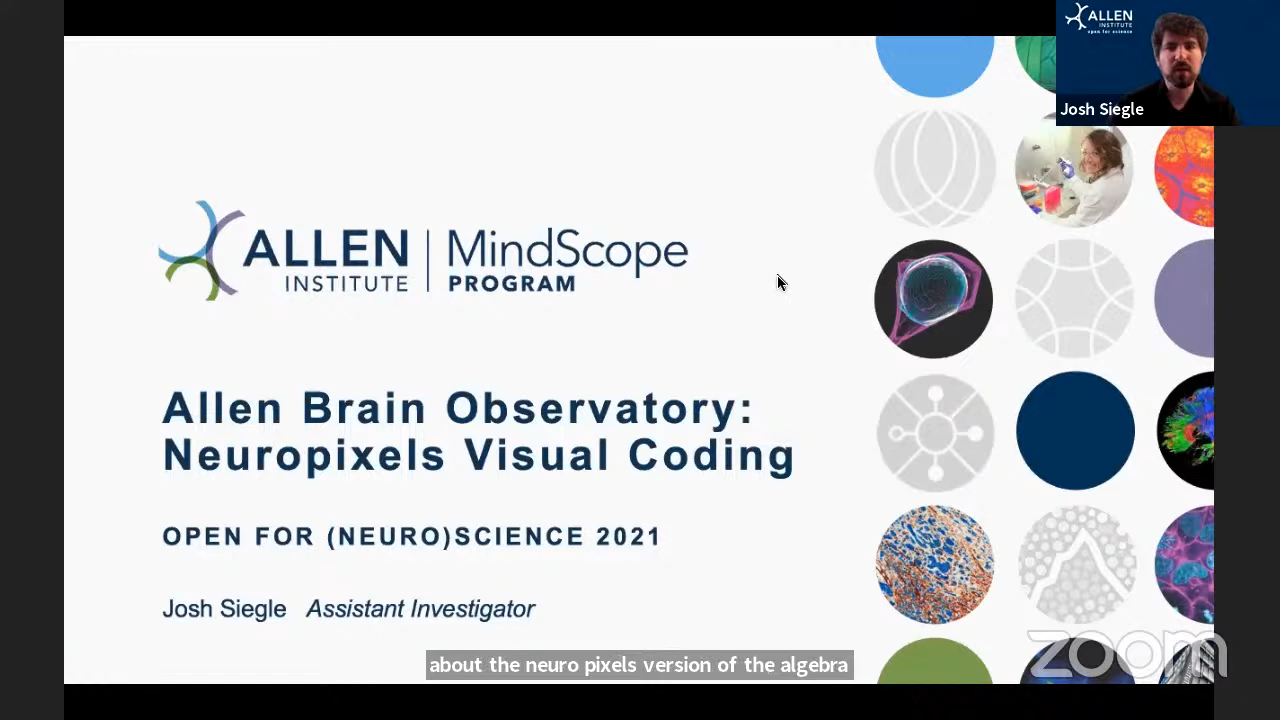 ALLEN
INSTITUTE
open for science
Josh Siegle
ALLEN
INSTITUTE
MindScope
PROGRAM
Allen Brain Observatory:
Neuropixels Visual Coding
OPEN FOR (NEURO)SCIENCE 2021
Josh Siegle Assistant Investigator
about the neuro pixels version of the algebra
zoom